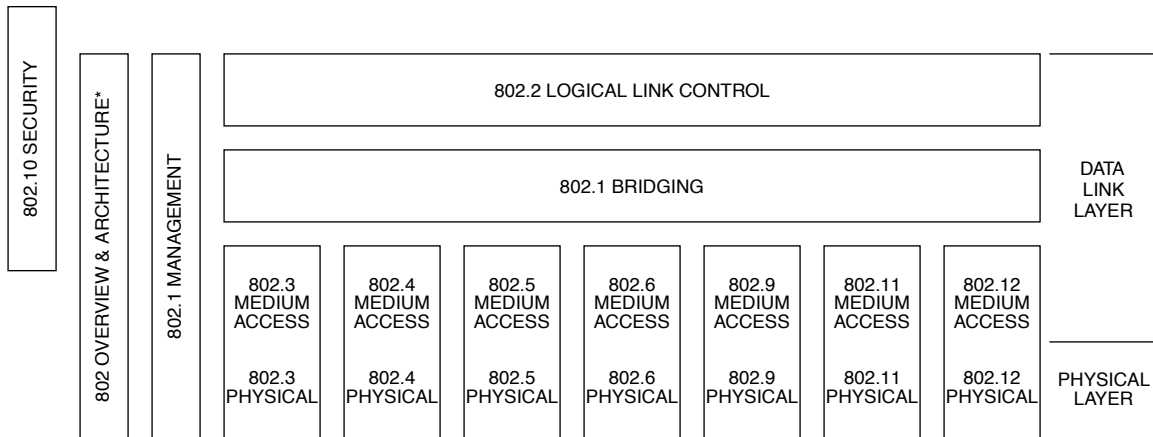 802.10 SECURITY
802 OVERVIEW & ARCHITECTURE*
802.1 MANAGEMENT
802.2 LOGICAL LINK CONTROL
802.1 BRIDGING
DATA
LINK
LAYER
802.3
MEDIUM
ACCESS
802.3
PHYSICAL
802.4
MEDIUM
ACCESS
802.4
PHYSICAL
802.5
MEDIUM
ACCESS
802.5
PHYSICAL
802.6
MEDIUM
ACCESS
802.6
PHYSICAL
802.9
MEDIUM
ACCESS
802.9
PHYSICAL
802.11
MEDIUM
ACCESS
802.11
PHYSICAL
802.12
MEDIUM
ACCESS
802.12
PHYSICAL
PHYSICAL
LAYER